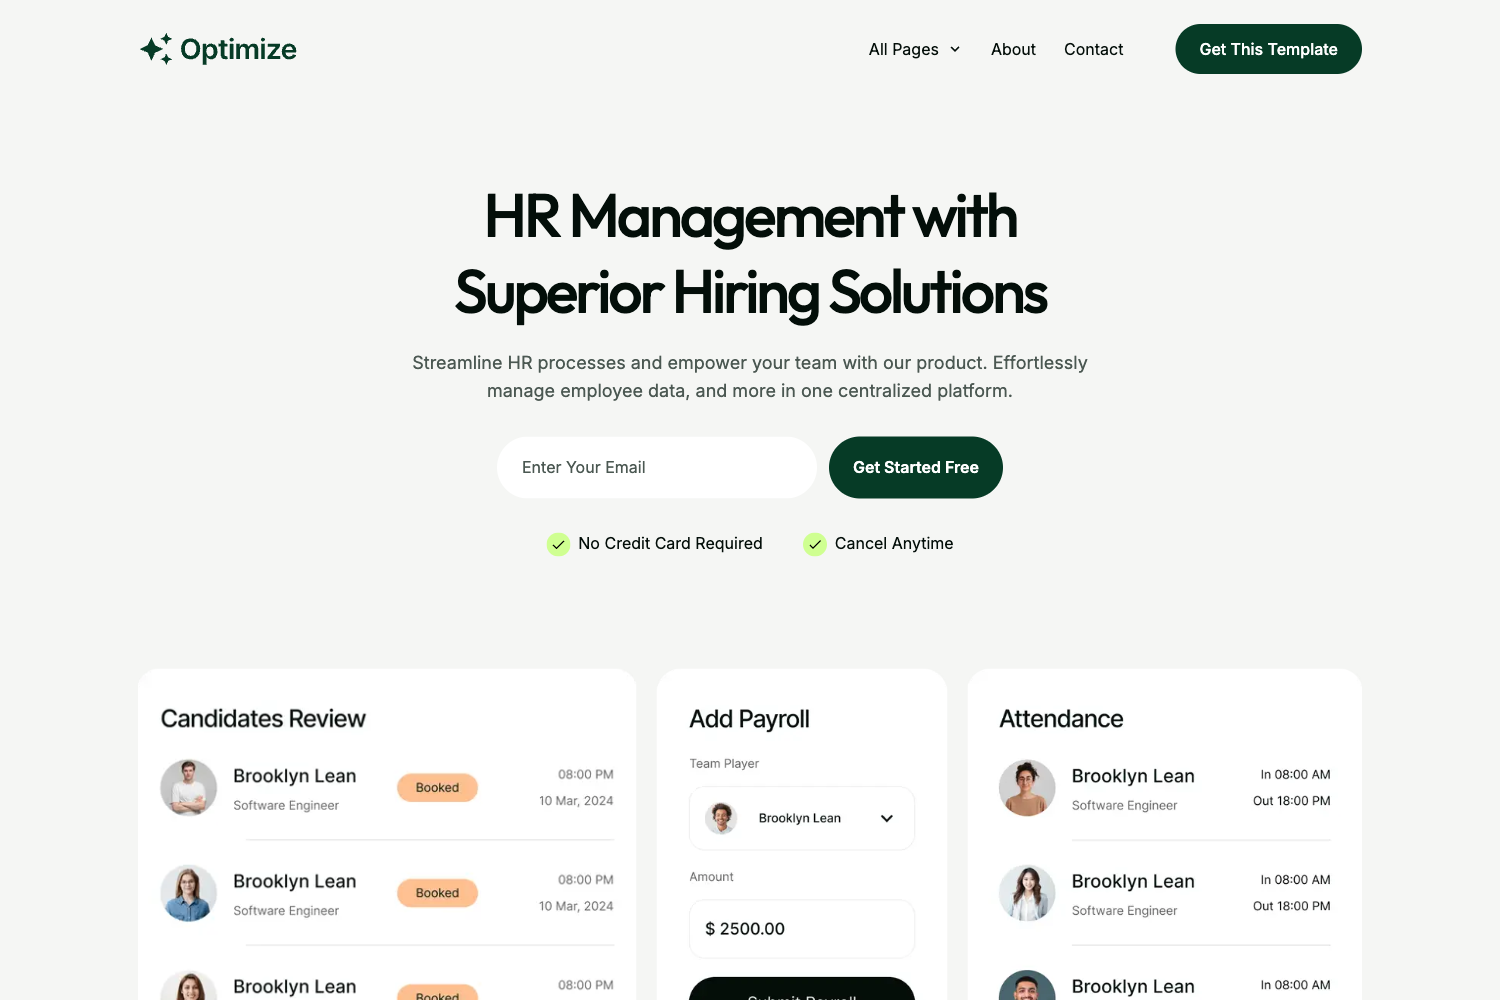 Optimize
All Pages
About
Contact
Get This Template
HR Management with
Superior Hiring Solutions
Streamline HR processes and empower your team with our product. Effortlessly
manage employee data, and more in one centralized platform.
Enter Your Email
Get Started Free
No Credit Card Required
Cancel Anytime
Candidates Review
Brooklyn Lean
Software Engineer
Booked
08:00 PM
10 Mar, 2024
Brooklyn Lean
Software Engineer
Booked
08:00 PM
10 Mar, 2024
Brooklyn Lean
Booked
08:00 PM
Add Payroll
Team Player
Brooklyn Lean
Amount
$ 2500.00
Submit Payroll
Attendance
Brooklyn Lean
Software Engineer
In 08:00 AM
Out 18:00 PM
Brooklyn Lean
Software Engineer
In 08:00 AM
Out 18:00 PM
Brooklyn Lean
In 08:00 AM